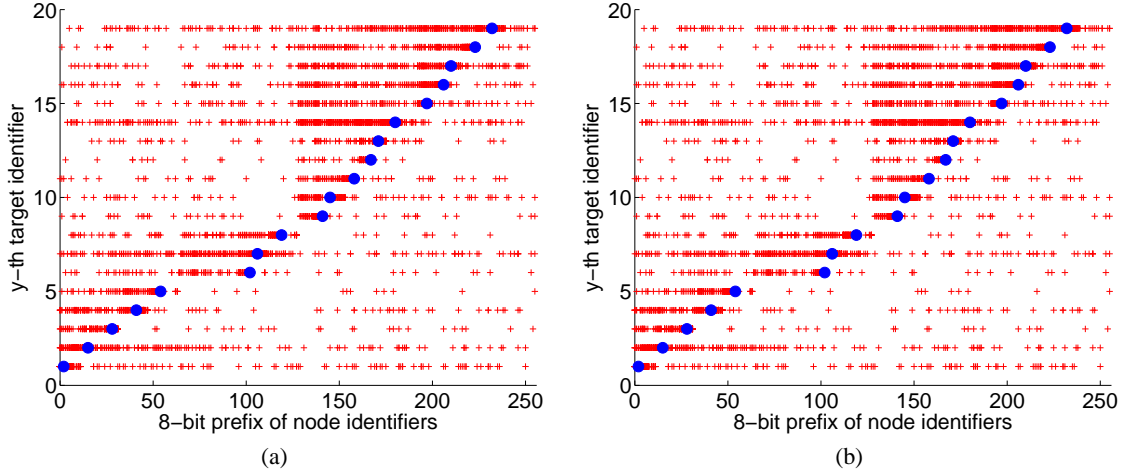 20
15
10
5
0
y-th target identifier
0 50 100 150 200 250
8-bit prefix of node identifiers
(a)
20
15
10
5
0
y-th target identifier
0 50 100 150 200 250
8-bit prefix of node identifiers
(b)